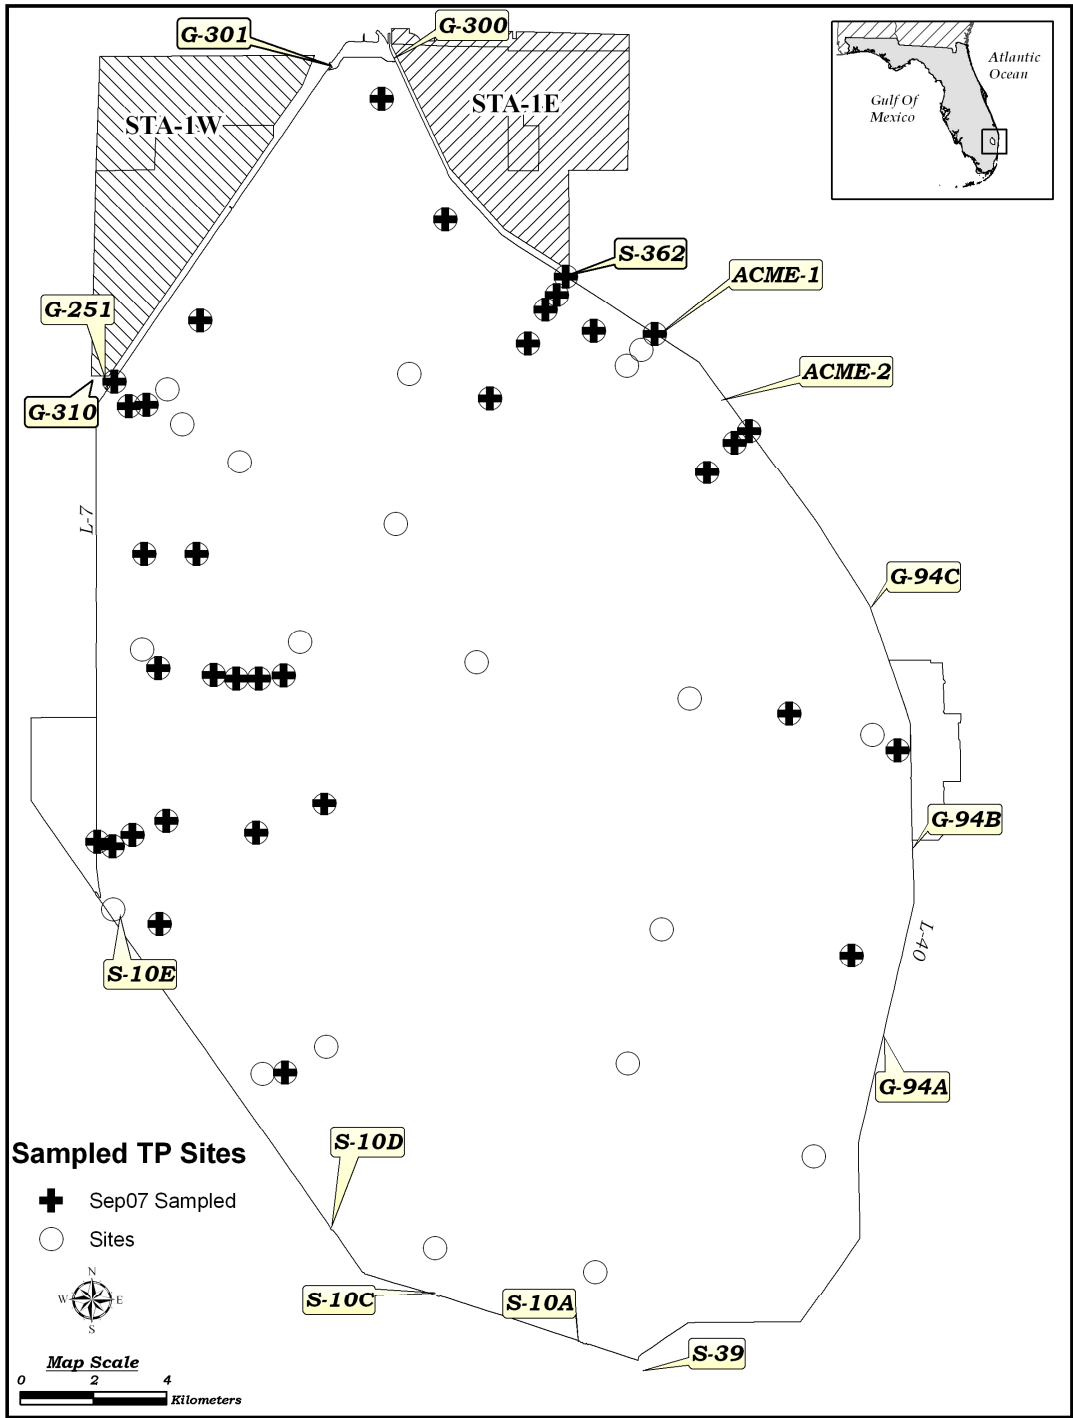 G-301
G-300
STA-1W
STA-1E
Atlantic
Ocean
Gulf Of
Mexico
S-362
ACME-1
G-251
ACME-2
G-310
L-7
G-94C
G-94B
L-40
S-10E
G-94A
S-10D
Sampled TP Sites
Sep07 Sampled
Sites
N
W
E
S
S-10C
S-10A
S-39
Map Scale
0 2 4
Kilometers